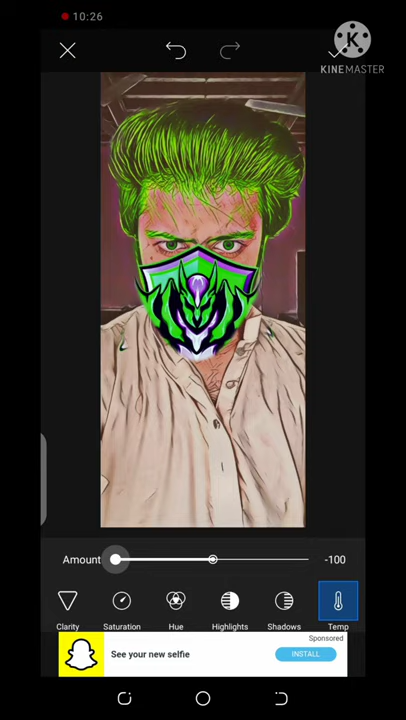 10:26
KINEMASTER
Amount -100
Clarity Saturation Hue Highlights Shadows Temp
Sponsored
See your new selfie INSTALL